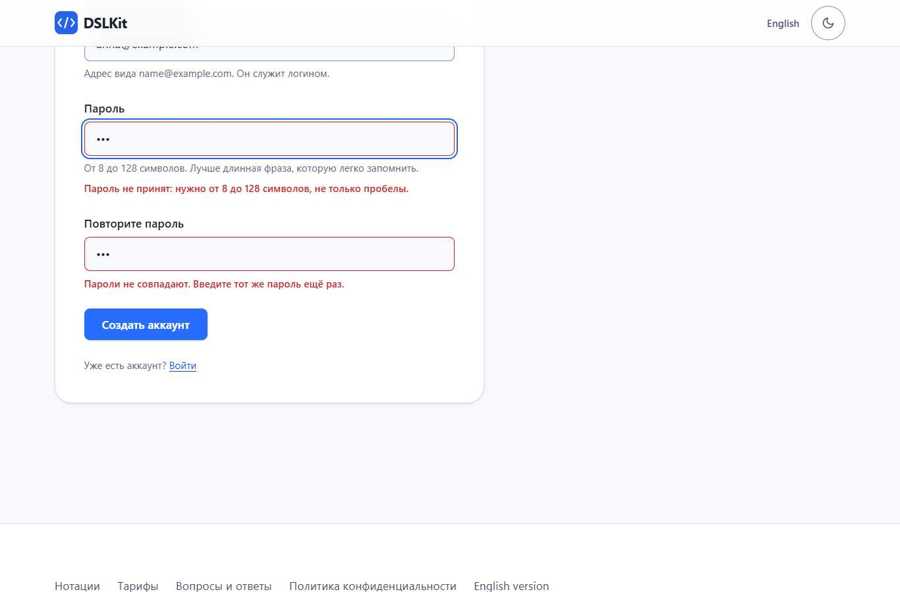 DSLKit
English
anna@example.com
Адрес вида name@example.com. Он служит логином.
Пароль
•••
От 8 до 128 символов. Лучше длинная фраза, которую легко запомнить.
Пароль не принят: нужно от 8 до 128 символов, не только пробелы.
Повторите пароль
•••
Пароли не совпадают. Введите тот же пароль ещё раз.
Создать аккаунт
Уже есть аккаунт? Войти
Нотации Тарифы Вопросы и ответы Политика конфиденциальности English version